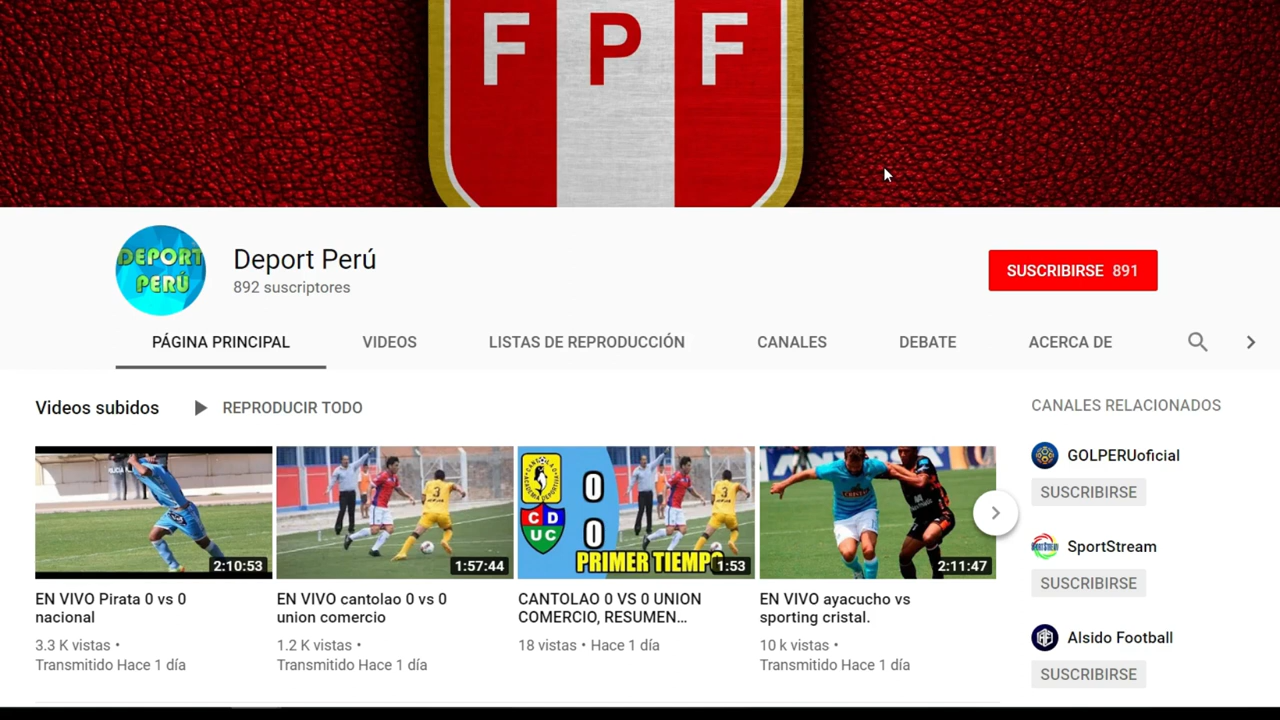 F P F
DEPORT
PERÚ
Deport Perú
892 suscriptores
SUSCRIBIRSE 891
PÁGINA PRINCIPAL
VIDEOS
LISTAS DE REPRODUCCIÓN
CANALES
DEBATE
ACERCA DE
Videos subidos
REPRODUCIR TODO
2:10:53
EN VIVO Pirata 0 vs 0
nacional
3.3 K vistas •
Transmitido Hace 1 día
1:57:44
EN VIVO cantolao 0 vs 0
union comercio
1.2 K vistas •
Transmitido Hace 1 día
0
C D
U C
0
PRIMER TIEMPO
1:53
CANTOLAO 0 VS 0 UNION
COMERCIO, RESUMEN...
18 vistas • Hace 1 día
2:11:47
EN VIVO ayacucho vs
sporting cristal.
10 k vistas •
Transmitido Hace 1 día
CANALES RELACIONADOS
GOLPERUoficial
SUSCRIBIRSE
SportStream
SUSCRIBIRSE
Alsido Football
SUSCRIBIRSE